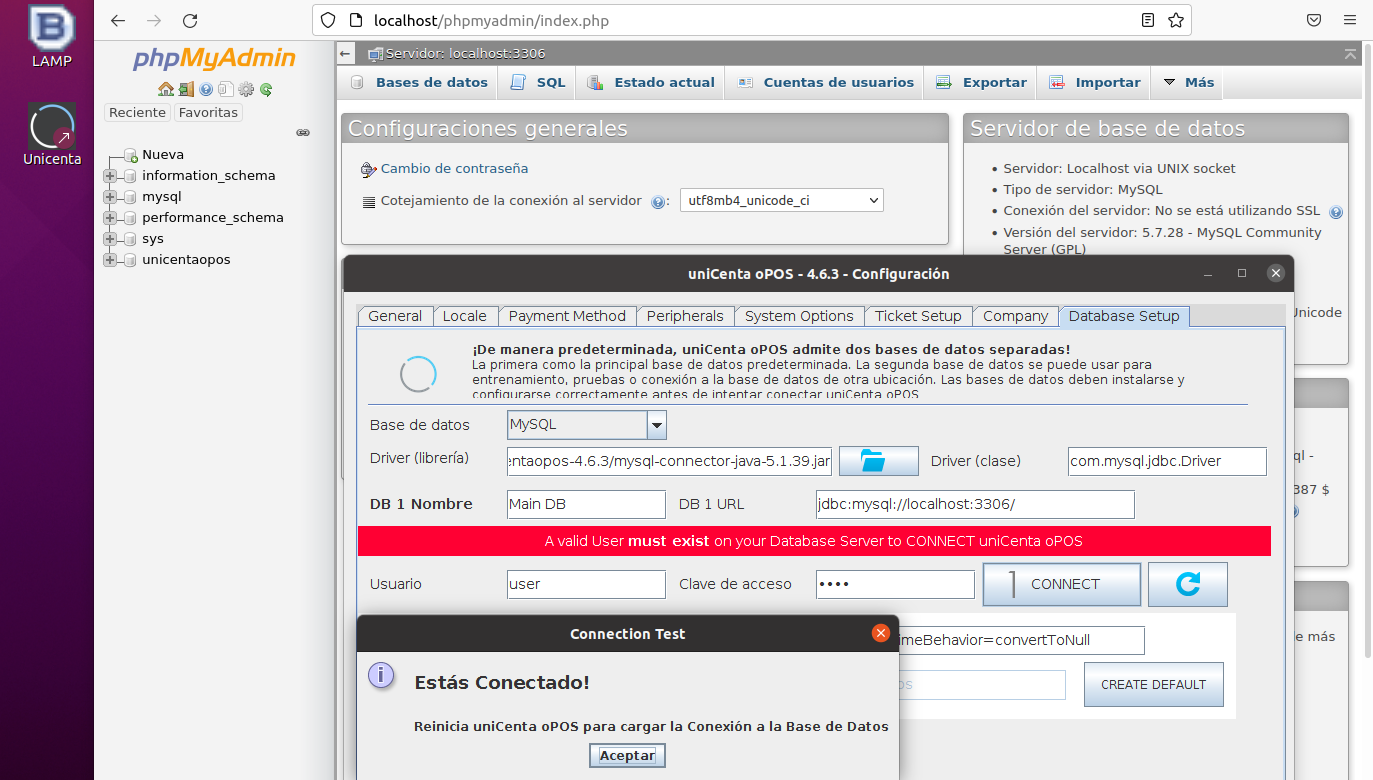 LAMP
Unicenta
localhost/phpmyadmin/index.php
phpMyAdmin
Reciente Favoritas
Nueva
information_schema
mysql
performance_schema
sys
unicentaopos
Servidor: localhost:3306
Bases de datos SQL Estado actual Cuentas de usuarios Exportar Importar Más
Configuraciones generales
Cambio de contraseña
Cotejamiento de la conexión al servidor : utf8mb4_unicode_ci
Servidor de base de datos
• Servidor: Localhost via UNIX socket
• Tipo de servidor: MySQL
• Conexión del servidor: No se está utilizando SSL
• Versión del servidor: 5.7.28 - MySQL Community
Server (GPL)
Unicode
387 $
e más
uniCenta oPOS - 4.6.3 - Configuración
General Locale Payment Method Peripherals System Options Ticket Setup Company Database Setup
¡De manera predeterminada, uniCenta oPOS admite dos bases de datos separadas!
La primera como la principal base de datos predeterminada. La segunda base de datos se puede usar para
entrenamiento, pruebas o conexión a la base de datos de otra ubicación. Las bases de datos deben instalarse y
configurarse correctamente antes de intentar conectar uniCenta oPOS
Base de datos MySQL
Driver (librería) entaopos-4.6.3/mysql-connector-java-5.1.39.jar Driver (clase) com.mysql.jdbc.Driver
DB 1 Nombre Main DB DB 1 URL jdbc:mysql://localhost:3306/
A valid User must exist on your Database Server to CONNECT uniCenta oPOS
Usuario user Clave de acceso •••• 1 CONNECT
imeBehavior=convertToNull
os CREATE DEFAULT
Connection Test
Estás Conectado!
Reinicia uniCenta oPOS para cargar la Conexión a la Base de Datos
Aceptar